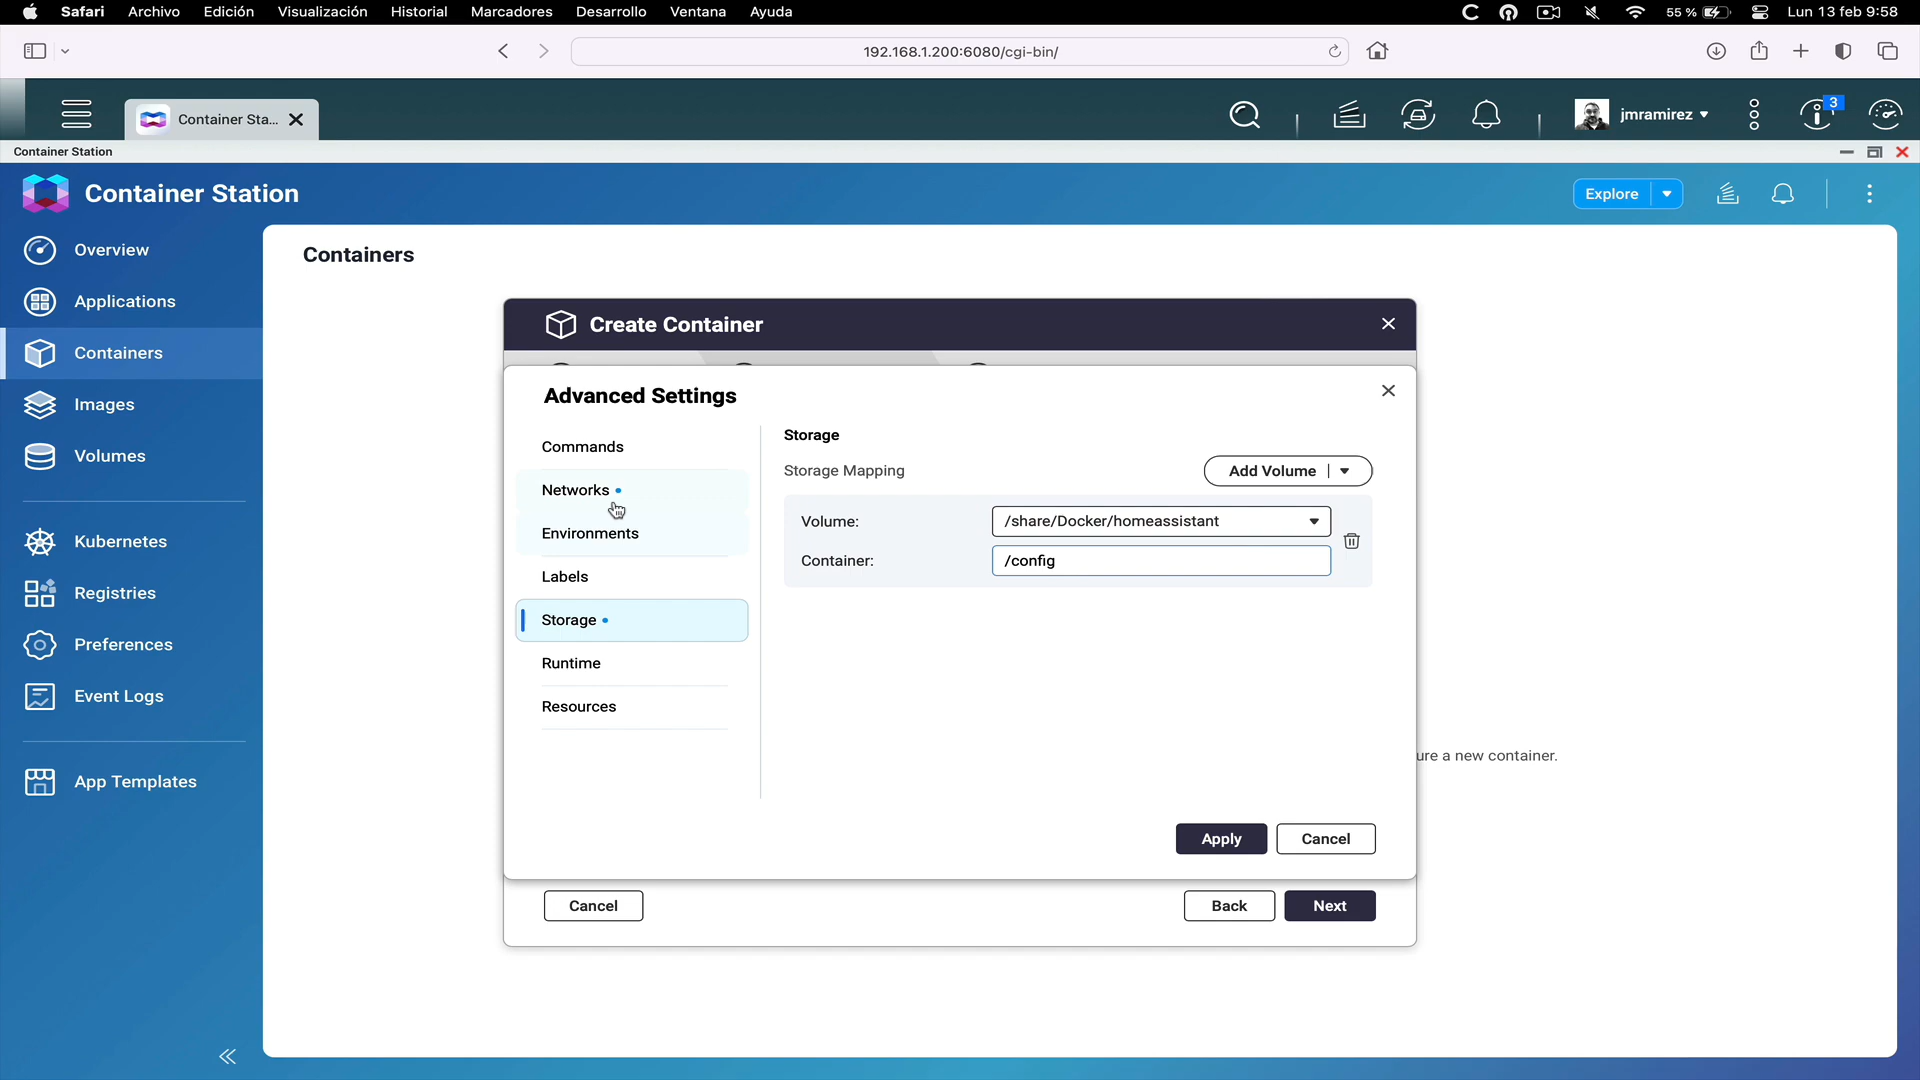 Safari Archivo Edición Visualización Historial Marcadores Desarrollo Ventana Ayuda 55 % Lun 13 feb 9:58
192.168.1.200:6080/cgi-bin/
Container Sta... jmramirez 3
Container Station
Container Station Explore
Overview
Applications
Containers
Images
Volumes
Kubernetes
Registries
Preferences
Event Logs
App Templates
Containers
Create Container
Advanced Settings
Commands
Networks
Environments
Labels
Storage
Runtime
Resources
Storage
Storage Mapping Add Volume
Volume: /share/Docker/homeassistant
Container: /config
ure a new container.
Apply Cancel
Cancel Back Next